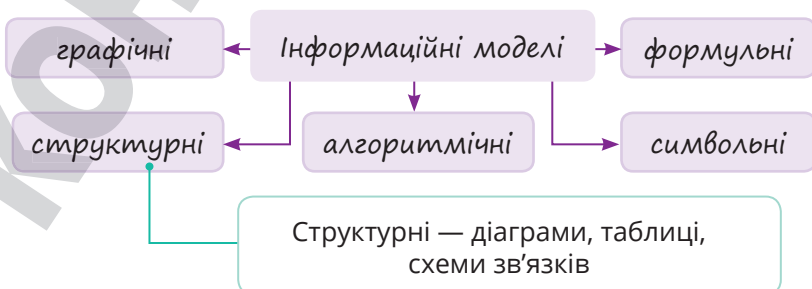 графічні
Інформаційні моделі
формульні
структурні
алгоритмічні
символьні
Структурні — діаграми, таблиці,
схеми зв'язків